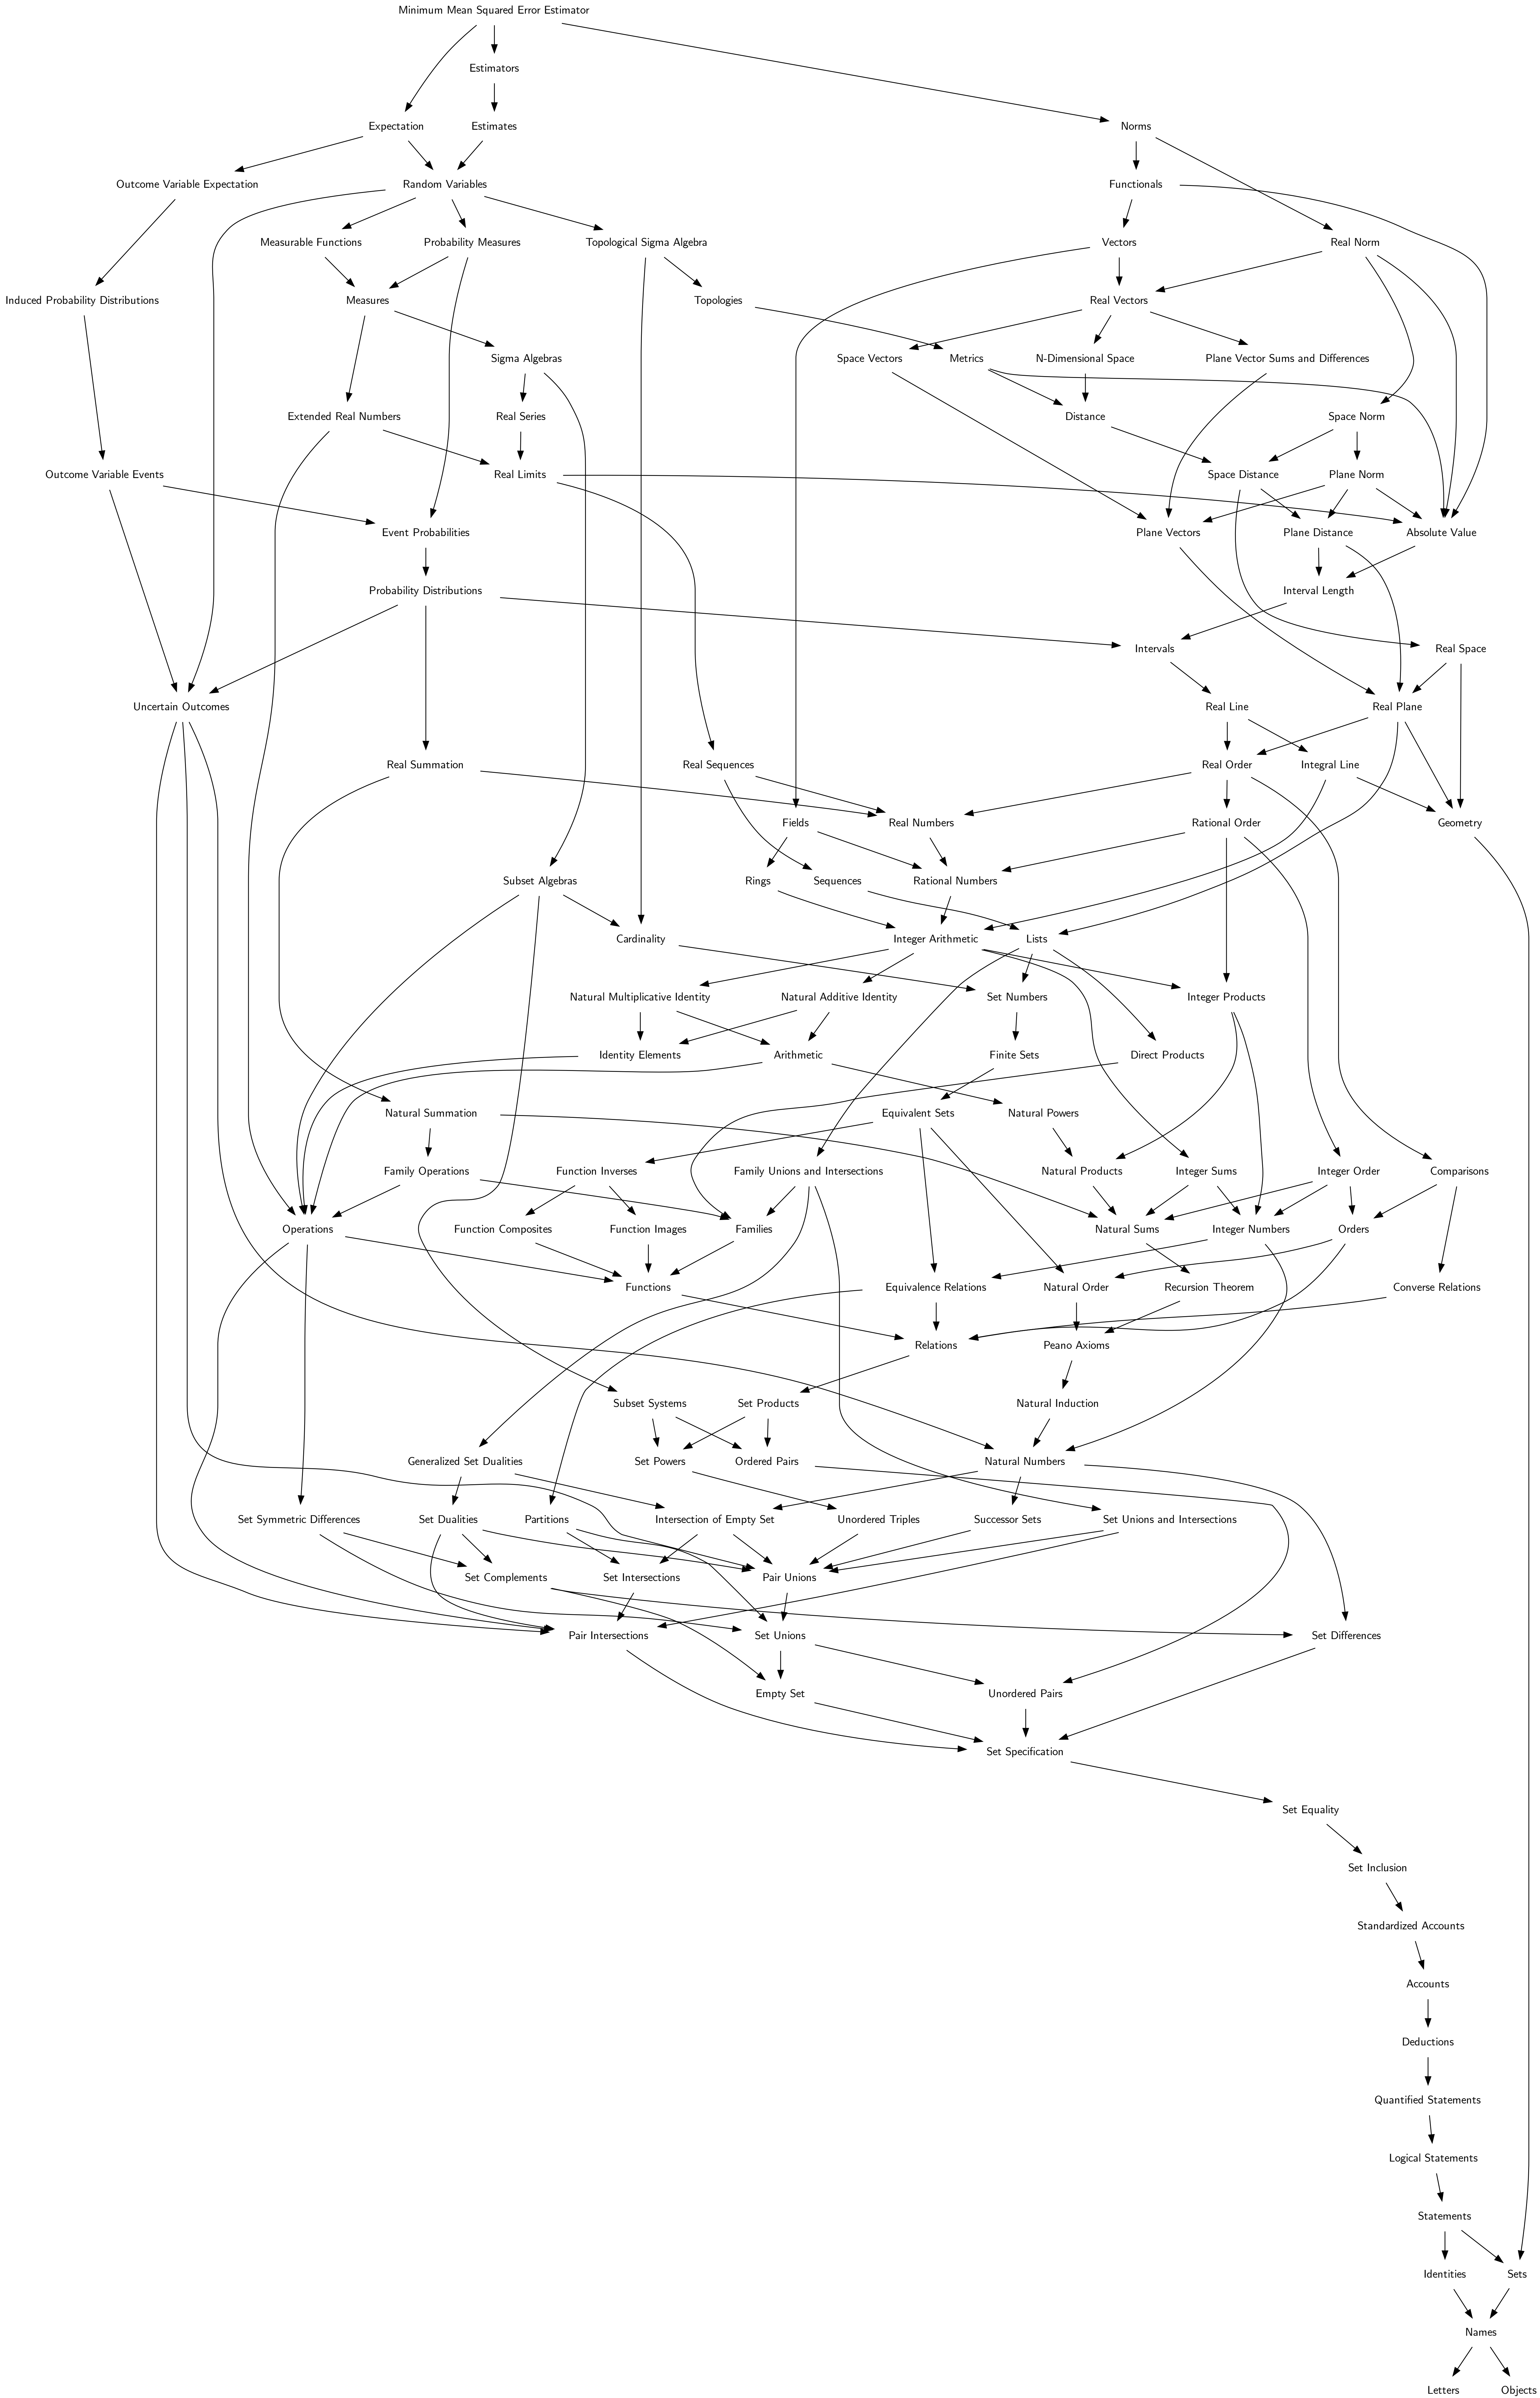 Minimum Mean Squared Error Estimator
Estimators
Expectation
Estimates
Norms
Outcome Variable Expectation
Random Variables
Functionals
Measurable Functions
Probability Measures
Topological Sigma Algebra
Vectors
Real Norm
Induced Probability Distributions
Measures
Topologies
Real Vectors
Sigma Algebras
Space Vectors
Metrics
N-Dimensional Space
Plane Vector Sums and Differences
Extended Real Numbers
Real Series
Distance
Space Norm
Outcome Variable Events
Real Limits
Space Distance
Plane Norm
Event Probabilities
Plane Vectors
Plane Distance
Absolute Value
Probability Distributions
Interval Length
Intervals
Real Space
Uncertain Outcomes
Real Line
Real Plane
Real Summation
Real Sequences
Real Order
Integral Line
Fields
Real Numbers
Rational Order
Geometry
Subset Algebras
Rings
Sequences
Rational Numbers
Cardinality
Integer Arithmetic
Lists
Natural Multiplicative Identity
Natural Additive Identity
Set Numbers
Integer Products
Identity Elements
Arithmetic
Finite Sets
Direct Products
Natural Summation
Equivalent Sets
Natural Powers
Family Operations
Function Inverses
Family Unions and Intersections
Natural Products
Integer Sums
Integer Order
Comparisons
Operations
Function Composites
Function Images
Families
Natural Sums
Integer Numbers
Orders
Functions
Equivalence Relations
Natural Order
Recursion Theorem
Converse Relations
Relations
Peano Axioms
Subset Systems
Set Products
Natural Induction
Generalized Set Dualities
Set Powers
Ordered Pairs
Natural Numbers
Set Symmetric Differences
Set Dualities
Partitions
Intersection of Empty Set
Unordered Triples
Successor Sets
Set Unions and Intersections
Set Complements
Set Intersections
Pair Unions
Pair Intersections
Set Unions
Set Differences
Empty Set
Unordered Pairs
Set Specification
Set Equality
Set Inclusion
Standardized Accounts
Accounts
Deductions
Quantified Statements
Logical Statements
Statements
Identities
Sets
Names
Letters
Objects